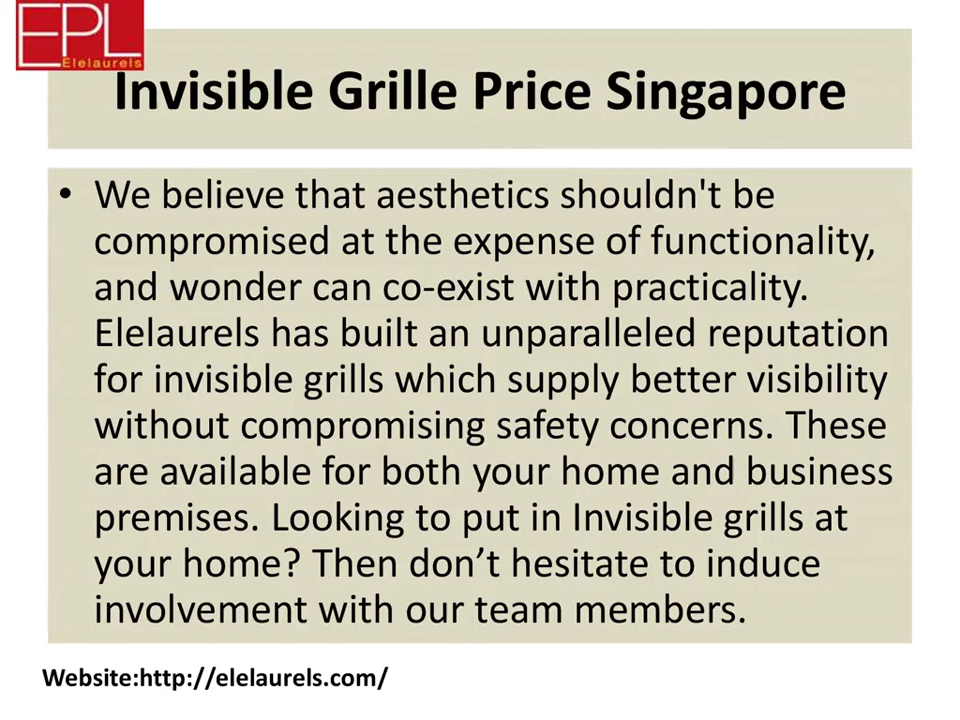 EPL
Elelaurels
Invisible Grille Price Singapore
• We believe that aesthetics shouldn't be
compromised at the expense of functionality,
and wonder can co-exist with practicality.
Elelaurels has built an unparalleled reputation
for invisible grills which supply better visibility
without compromising safety concerns. These
are available for both your home and business
premises. Looking to put in Invisible grills at
your home? Then don’t hesitate to induce
involvement with our team members.
Website:http://elelaurels.com/